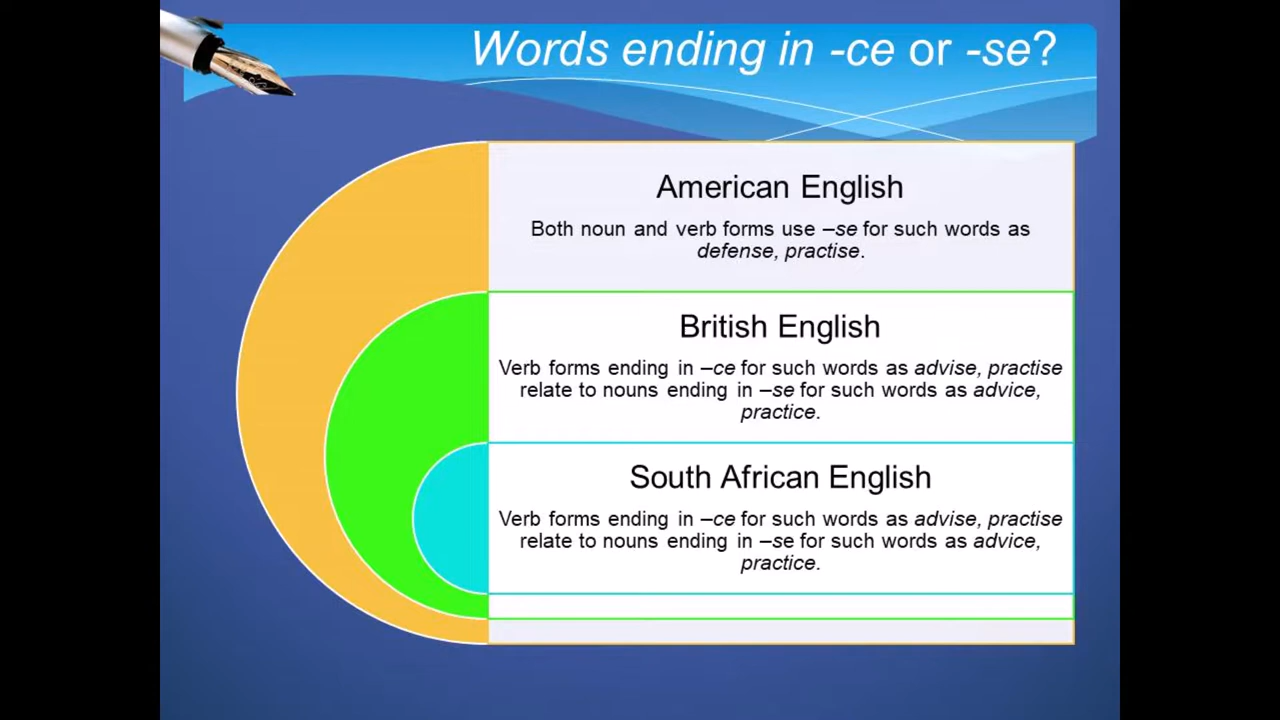 Words ending in -ce or -se?
American English
Both noun and verb forms use –se for such words as
defense, practise.
British English
Verb forms ending in –ce for such words as advise, practise
relate to nouns ending in –se for such words as advice,
practice.
South African English
Verb forms ending in –ce for such words as advise, practise
relate to nouns ending in –se for such words as advice,
practice.